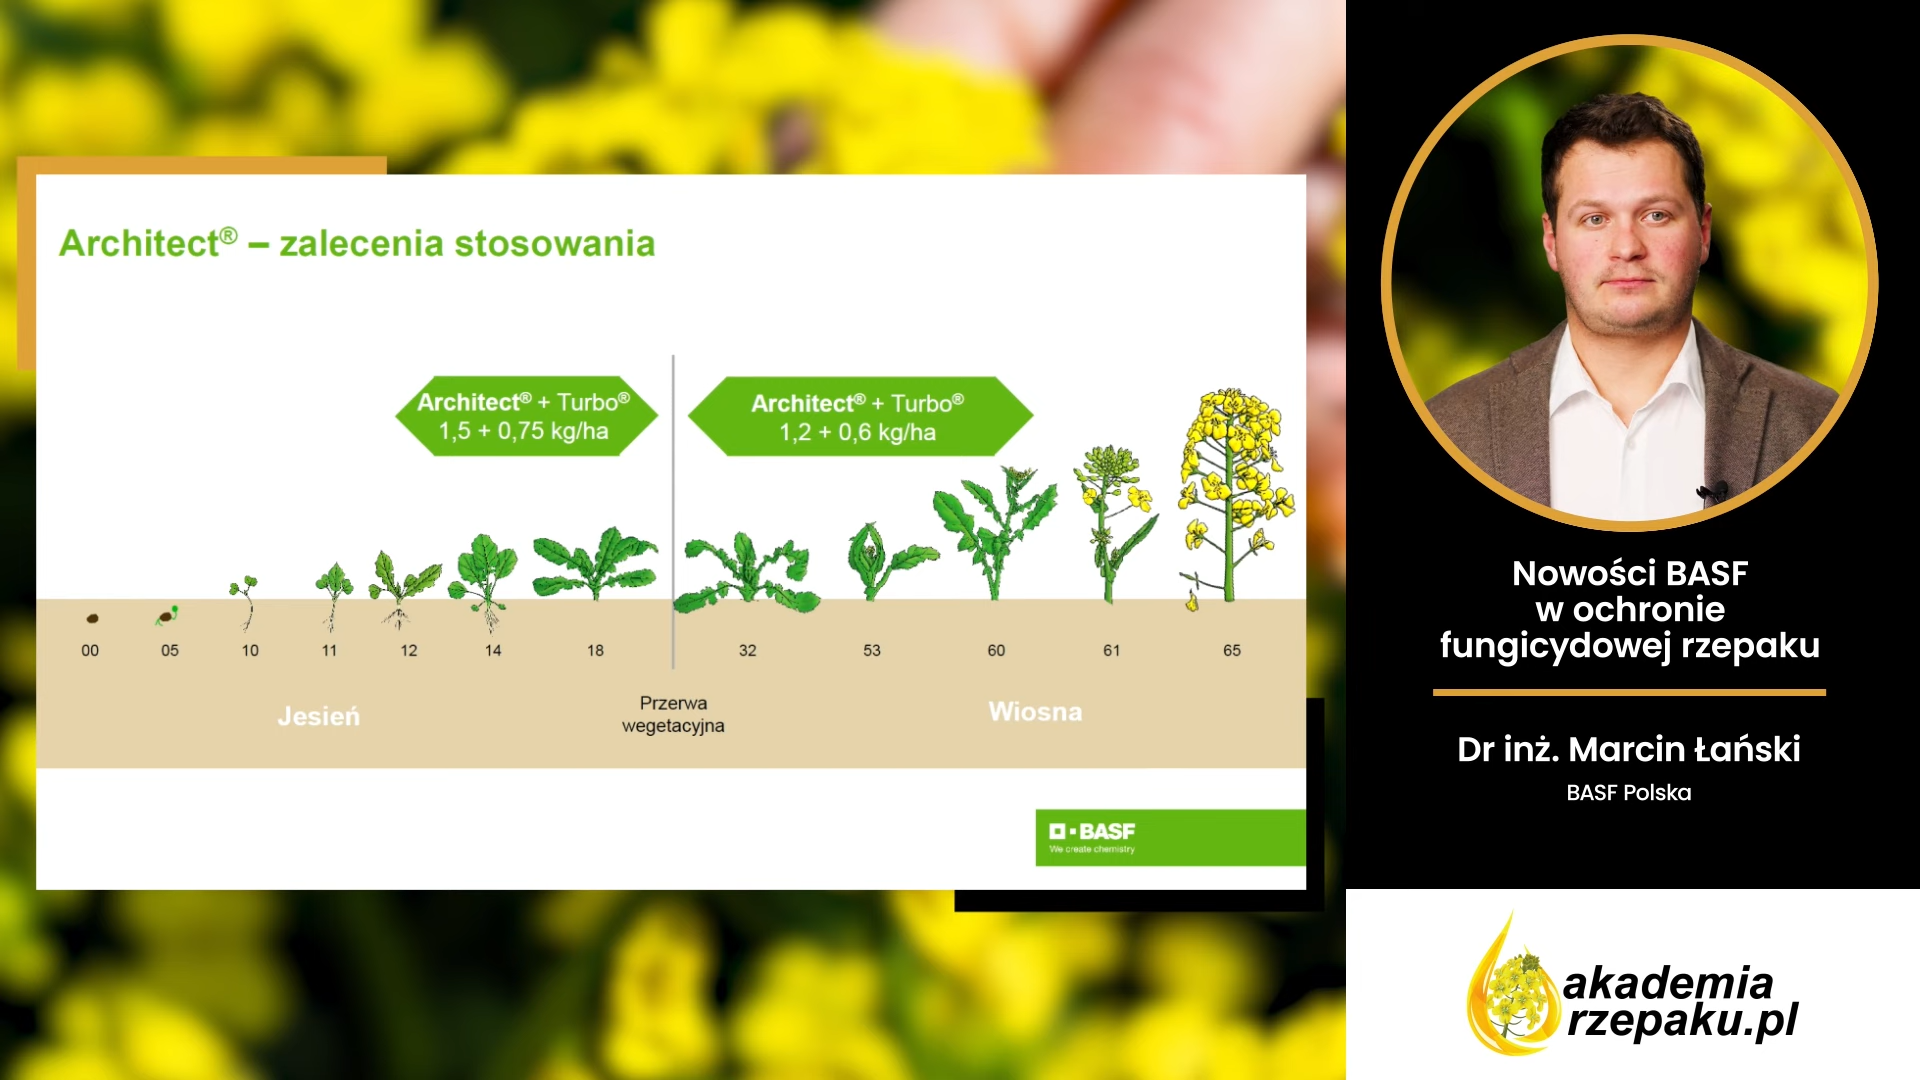 Architect® – zalecenia stosowania
Architect® + Turbo®
1,5 + 0,75 kg/ha
Architect® + Turbo®
1,2 + 0,6 kg/ha
00 05 10 11 12 14 18 32 53 60 61 65
Jesień
Przerwa
wegetacyjna
Wiosna
BASF
We create chemistry
Nowości BASF
w ochronie
fungicydowej rzepaku
Dr inż. Marcin Łański
BASF Polska
akademia
rzepaku.pl